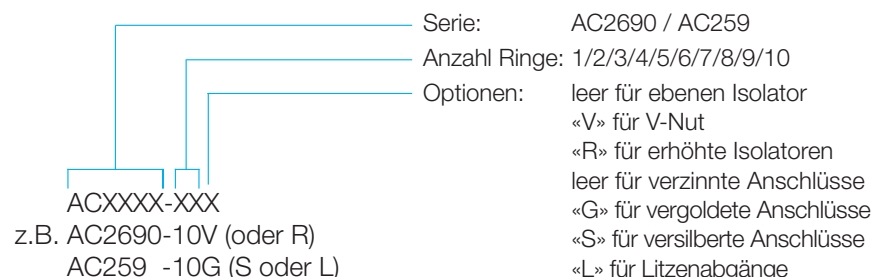 Serie: AC2690 / AC259
Anzahl Ringe: 1/2/3/4/5/6/7/8/9/10
Optionen: leer für ebenen Isolator
«V» für V-Nut
«R» für erhöhte Isolatoren
leer für verzinnte Anschlüsse
«G» für vergoldete Anschlüsse
«S» für versilberte Anschlüsse
«L» für Litzenabgänge
ACXXXX-XXX
z.B. AC2690-10V (oder R)
AC259 -10G (S oder L)